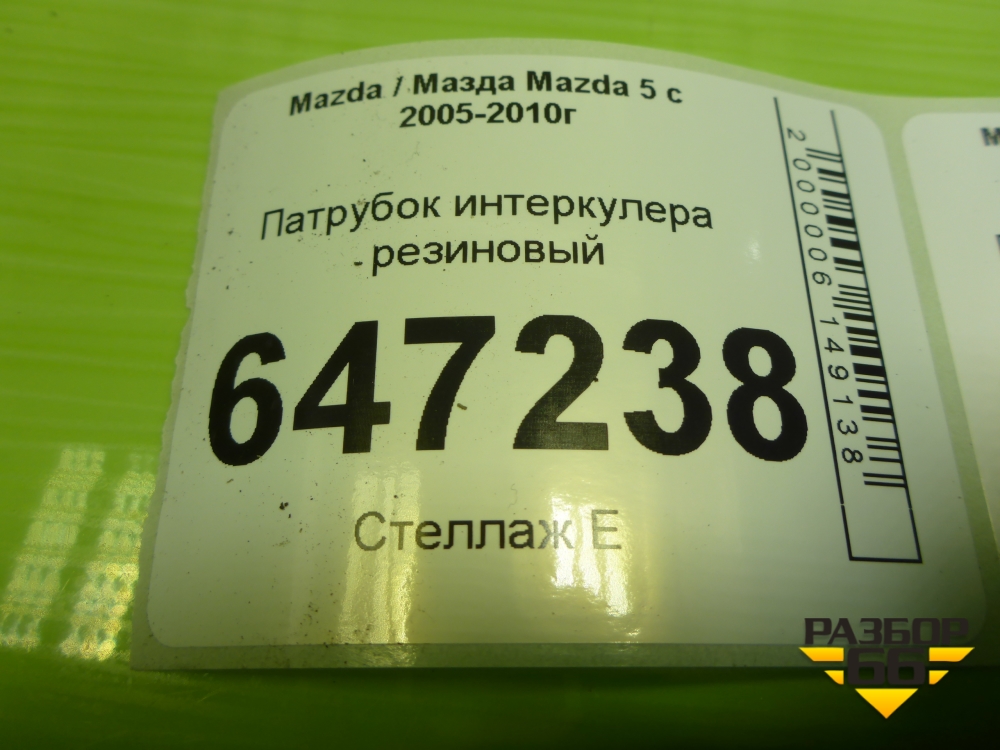 Mazda / Мазда Mazda 5 с
2005-2010г
Патрубок интеркулера
резиновый
647238
Стеллаж Е
2000006149138
М
РАЗБОР
66